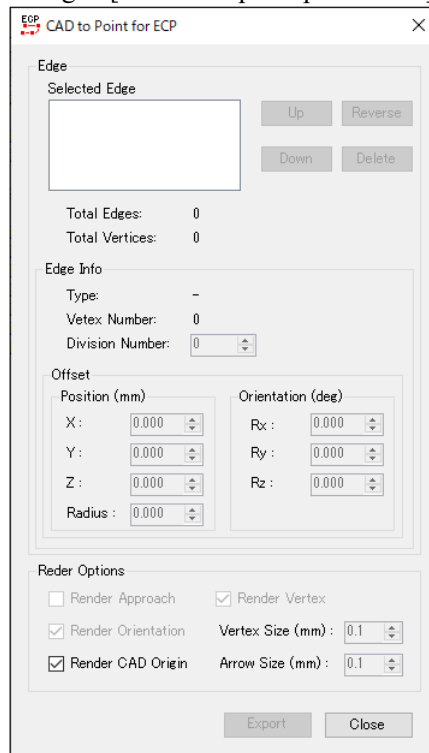 ECP CAD to Point for ECP
Edge
Selected Edge
Up Reverse
Down Delete
Total Edges: 0
Total Vertices: 0
Edge Info
Type: -
Vetex Number: 0
Division Number: 0
Offset
Position (mm) Orientation (deg)
X : 0.000 Rx : 0.000
Y : 0.000 Ry : 0.000
Z : 0.000 Rz : 0.000
Radius : 0.000
Reder Options
Render Approach Render Vertex
Render Orientation Vertex Size (mm) : 0.1
Render CAD Origin Arrow Size (mm) : 0.1
Export Close